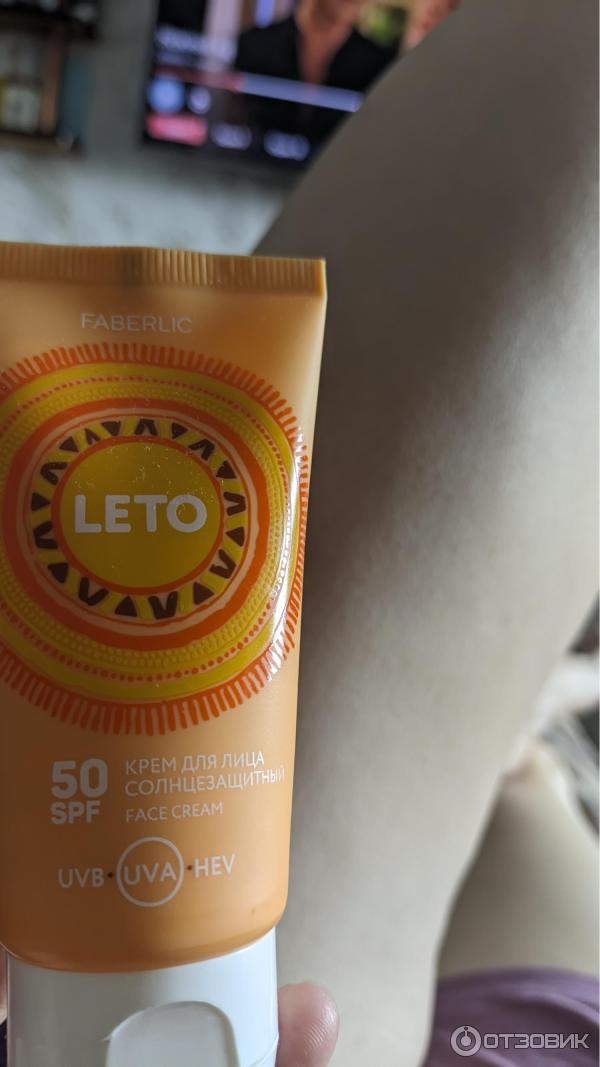 FABERLIC
LETO
50
SPF
КРЕМ ДЛЯ ЛИЦА
СОЛНЦЕЗАЩИТНЫЙ
FACE CREAM
UVB·UVA·HEV
ОТЗОВИК